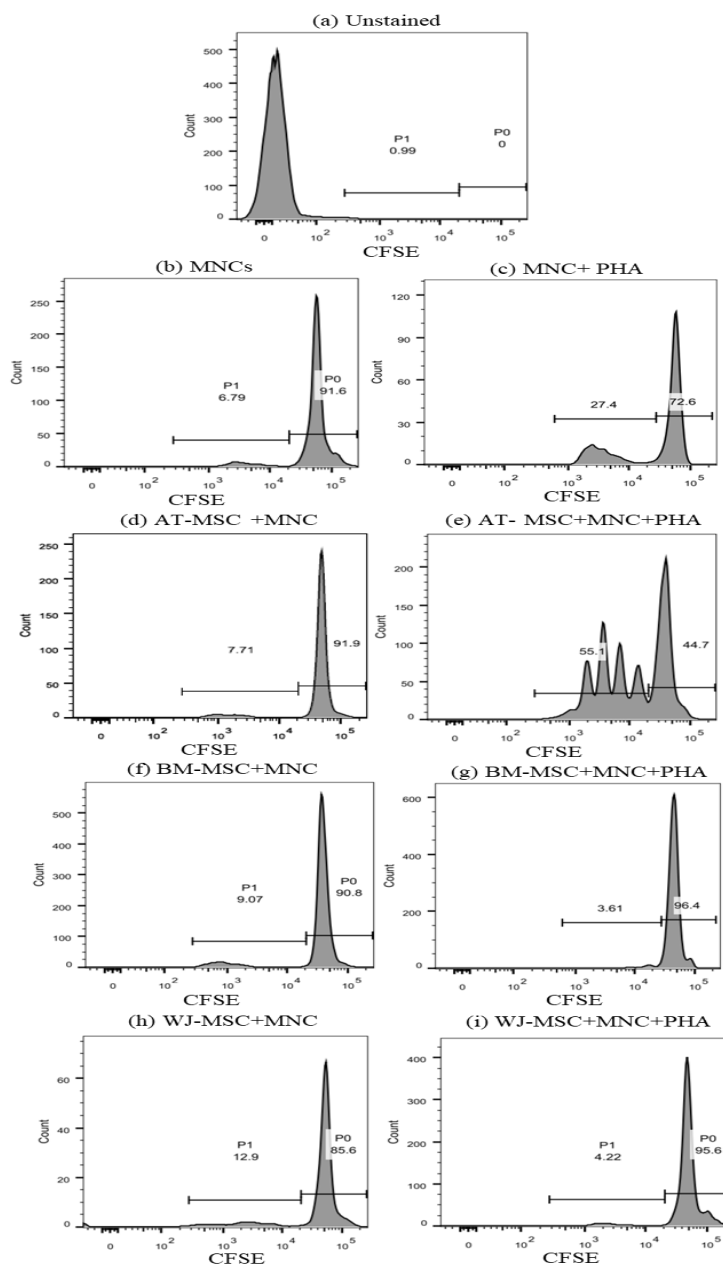 (a) Unstained
500
400
300
200
100
0
Count
P1
0.99
P0
0
0 10² 10³ 10⁴ 10⁵
CFSE
(b) MNCs
250
200
150
100
50
0
Count
P1
6.79
P0
91.6
0 10² 10³ 10⁴ 10⁵
CFSE
(c) MNC+ PHA
120
90
60
30
0
Count
27.4
72.6
0 10² 10³ 10⁴ 10⁵
CFSE
(d) AT-MSC +MNC
250
200
150
100
50
0
Count
7.71
91.9
0 10² 10³ 10⁴ 10⁵
CFSE
(e) AT- MSC+MNC+PHA
250
200
150
100
50
0
Count
55.1
44.7
0 10² 10³ 10⁴ 10⁵
CFSE
(f) BM-MSC+MNC
500
400
300
200
100
0
Count
P1
9.07
P0
90.8
0 10² 10³ 10⁴ 10⁵
CFSE
(g) BM-MSC+MNC+PHA
600
400
200
0
Count
3.61
96.4
0 10² 10³ 10⁴ 10⁵
CFSE
(h) WJ-MSC+MNC
60
40
20
0
Count
P1
12.9
P0
85.6
0 10² 10³ 10⁴ 10⁵
CFSE
(i) WJ-MSC+MNC+PHA
400
300
200
100
0
Count
P1
4.22
P0
95.6
0 10² 10³ 10⁴ 10⁵
CFSE